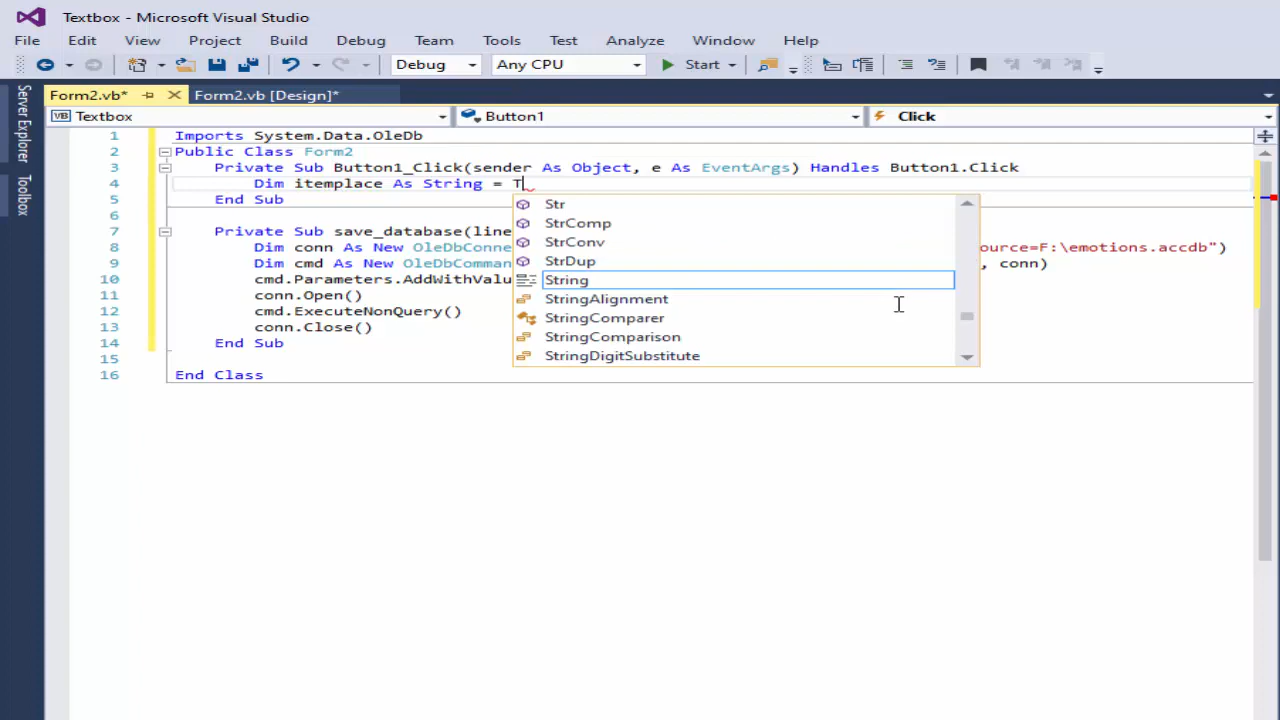 Textbox - Microsoft Visual Studio
File Edit View Project Build Debug Team Tools Test Analyze Window Help
Debug Any CPU Start
Server Explorer
Toolbox
Form2.vb* Form2.vb [Design]*
VB Textbox Button1 Click
1 Imports System.Data.OleDb
2 Public Class Form2
3 Private Sub Button1_Click(sender As Object, e As EventArgs) Handles Button1.Click
4 Dim itemplace As String = T
5 End Sub
6
7 Private Sub save_database(line
8 Dim conn As New OleDbConne ource=F:\emotions.accdb")
9 Dim cmd As New OleDbComman , conn)
10 cmd.Parameters.AddWithValu
11 conn.Open()
12 cmd.ExecuteNonQuery()
13 conn.Close()
14 End Sub
15
16 End Class
Str
StrComp
StrConv
StrDup
String
StringAlignment
StringComparer
StringComparison
StringDigitSubstitute